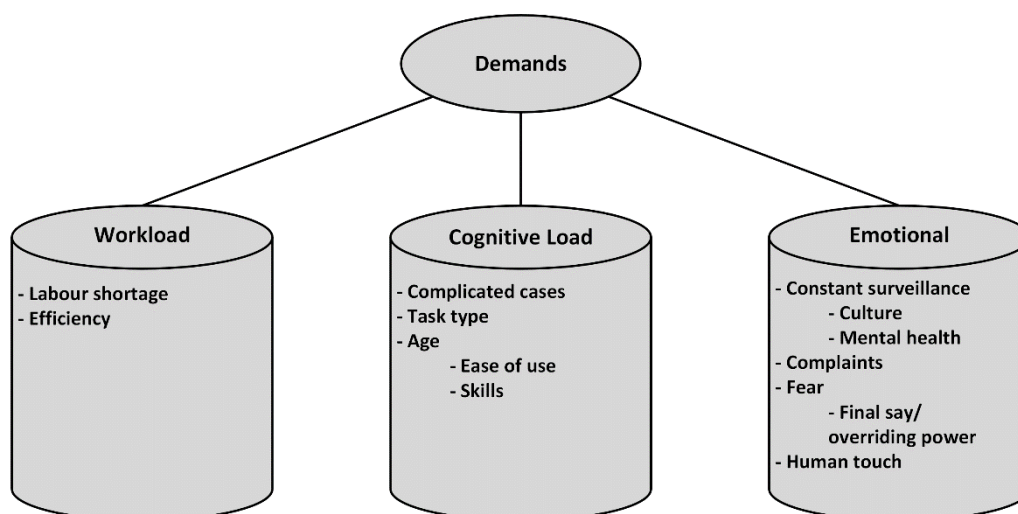 Demands
Workload
- Labour shortage
- Efficiency
Cognitive Load
- Complicated cases
- Task type
- Age
- Ease of use
- Skills
Emotional
- Constant surveillance
- Culture
- Mental health
- Complaints
- Fear
- Final say/
overriding power
- Human touch